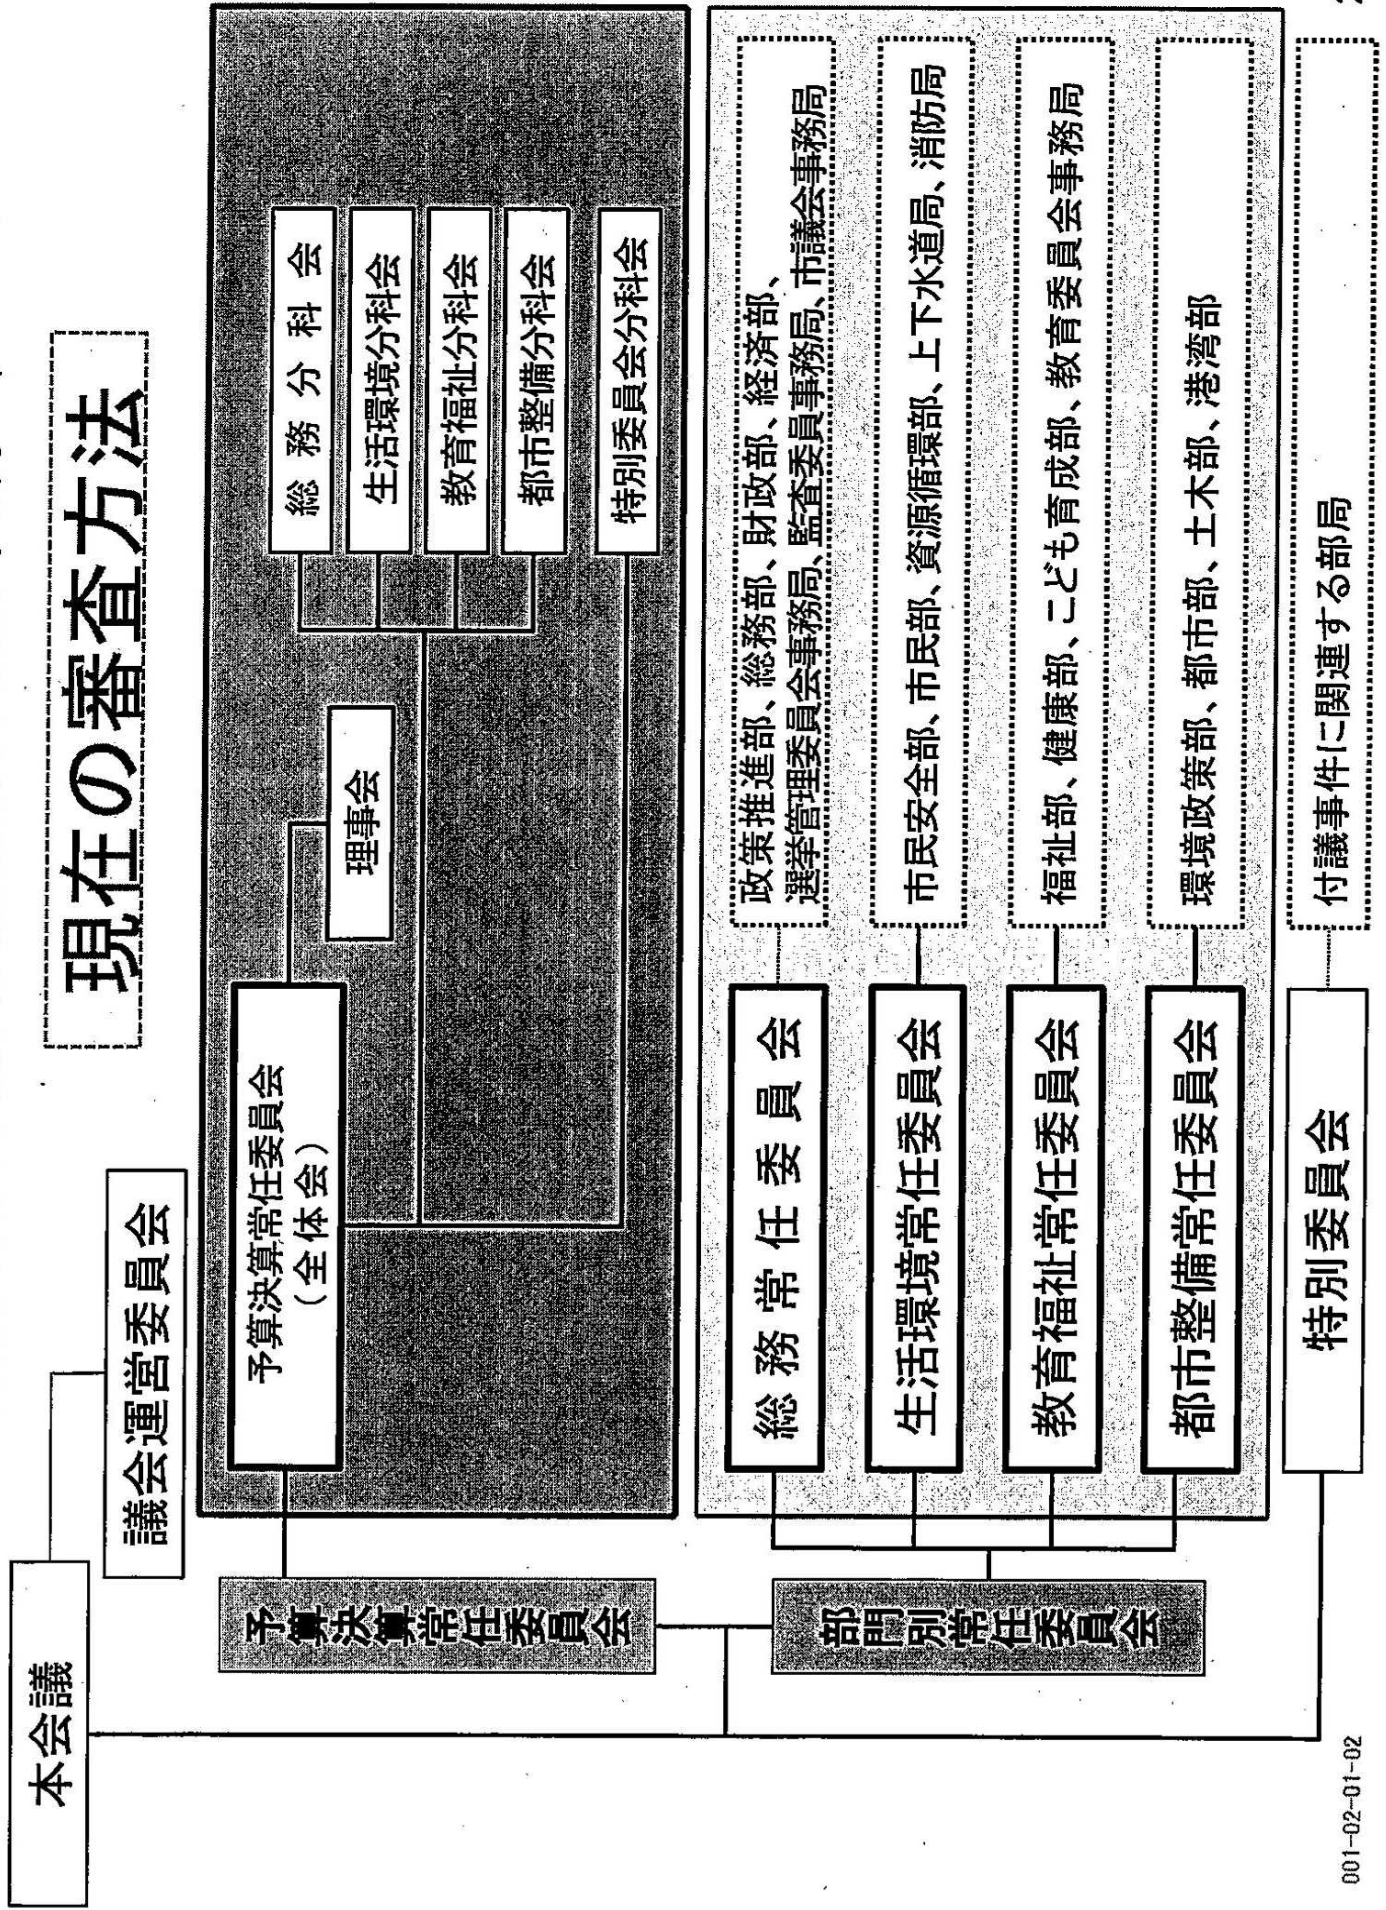 現在の審査方法
本会議
議会運営委員会
予算決算常任委員会
予算決算常任委員会
(全体会)
理事会
総務分科会
生活環境分科会
教育福祉分科会
都市整備分科会
特別委員会分科会
部門別常任委員会
総務常任委員会
政策推進部、総務部、財政部、経済部、
選挙管理委員会事務局、監査委員事務局、市議会事務局
生活環境常任委員会
市民安全部、市民部、資源循環部、上下水道局、消防局
教育福祉常任委員会
福祉部、健康部、こども育成部、教育委員会事務局
都市整備常任委員会
環境政策部、都市部、土木部、港湾部
特別委員会
付議事件に関連する部局
001-02-01-02